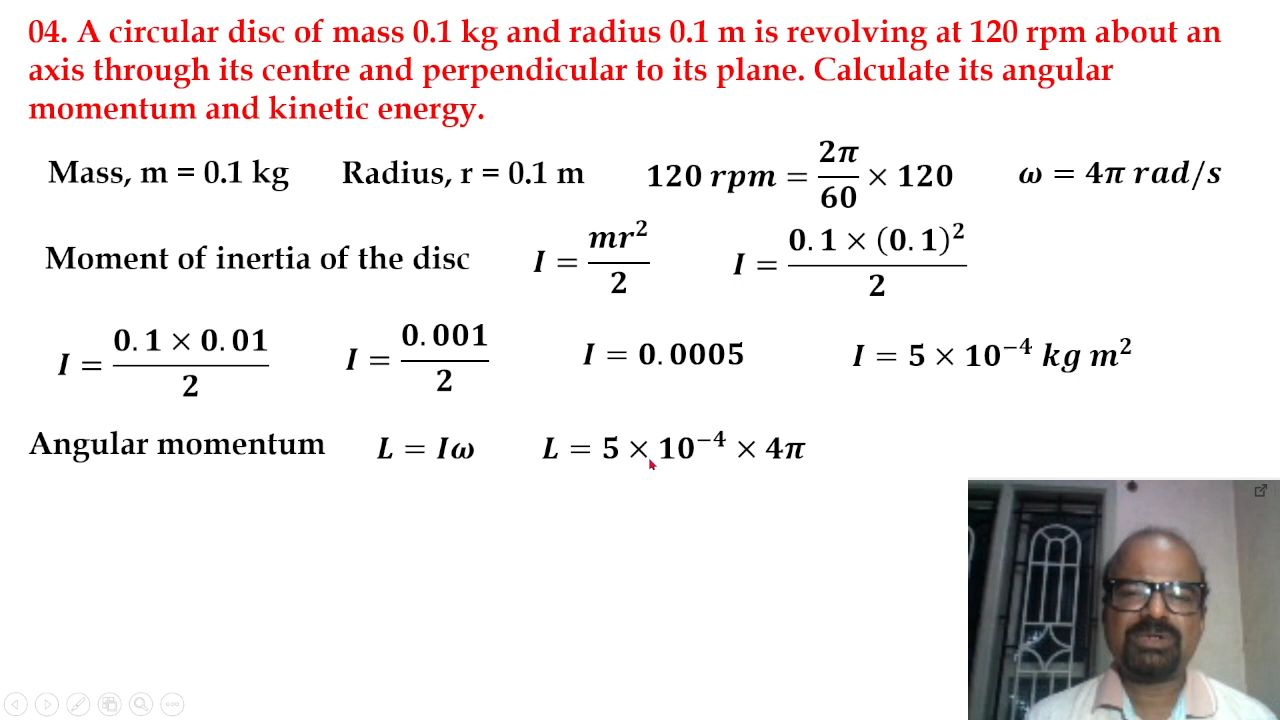 04. A circular disc of mass 0.1 kg and radius 0.1 m is revolving at 120 rpm about an
axis through its centre and perpendicular to its plane. Calculate its angular
momentum and kinetic energy.
Mass, m = 0.1 kg Radius, r = 0.1 m 120 rpm = 2π/60 × 120 ω = 4π rad/s
Moment of inertia of the disc I = mr²/2 I = 0.1 × (0.1)²/2
I = 0.1 × 0.01/2 I = 0.001/2 I = 0.0005 I = 5 × 10⁻⁴ kg m²
Angular momentum L = Iω L = 5 × 10⁻⁴ × 4π